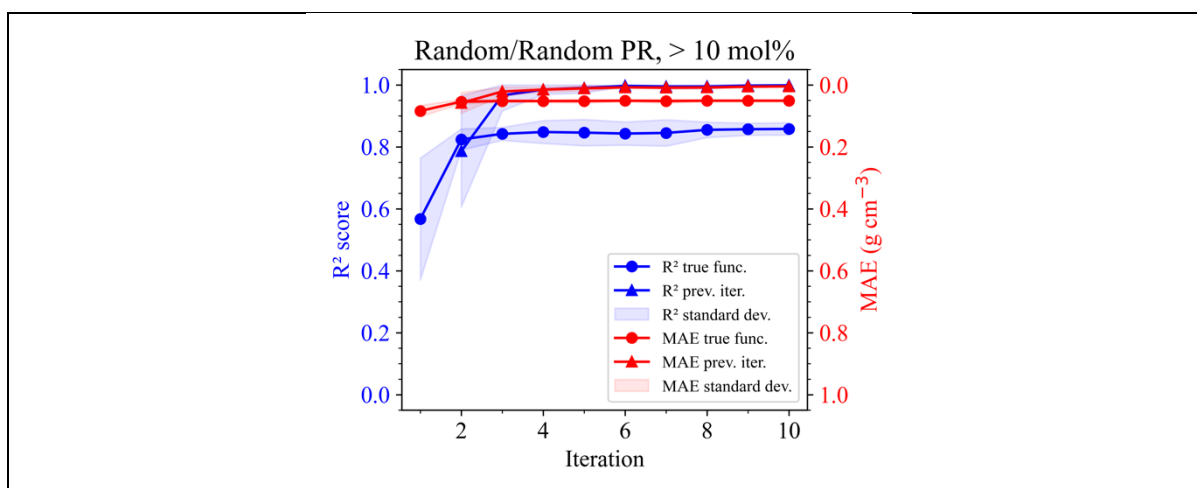 Random/Random PR, > 10 mol%
1.0
0.8
0.6
0.4
0.2
0.0
R² score
0.0
0.2
0.4
0.6
0.8
1.0
MAE (g cm⁻³)
R² true func.
R² prev. iter.
R² standard dev.
MAE true func.
MAE prev. iter.
MAE standard dev.
2 4 6 8 10
Iteration